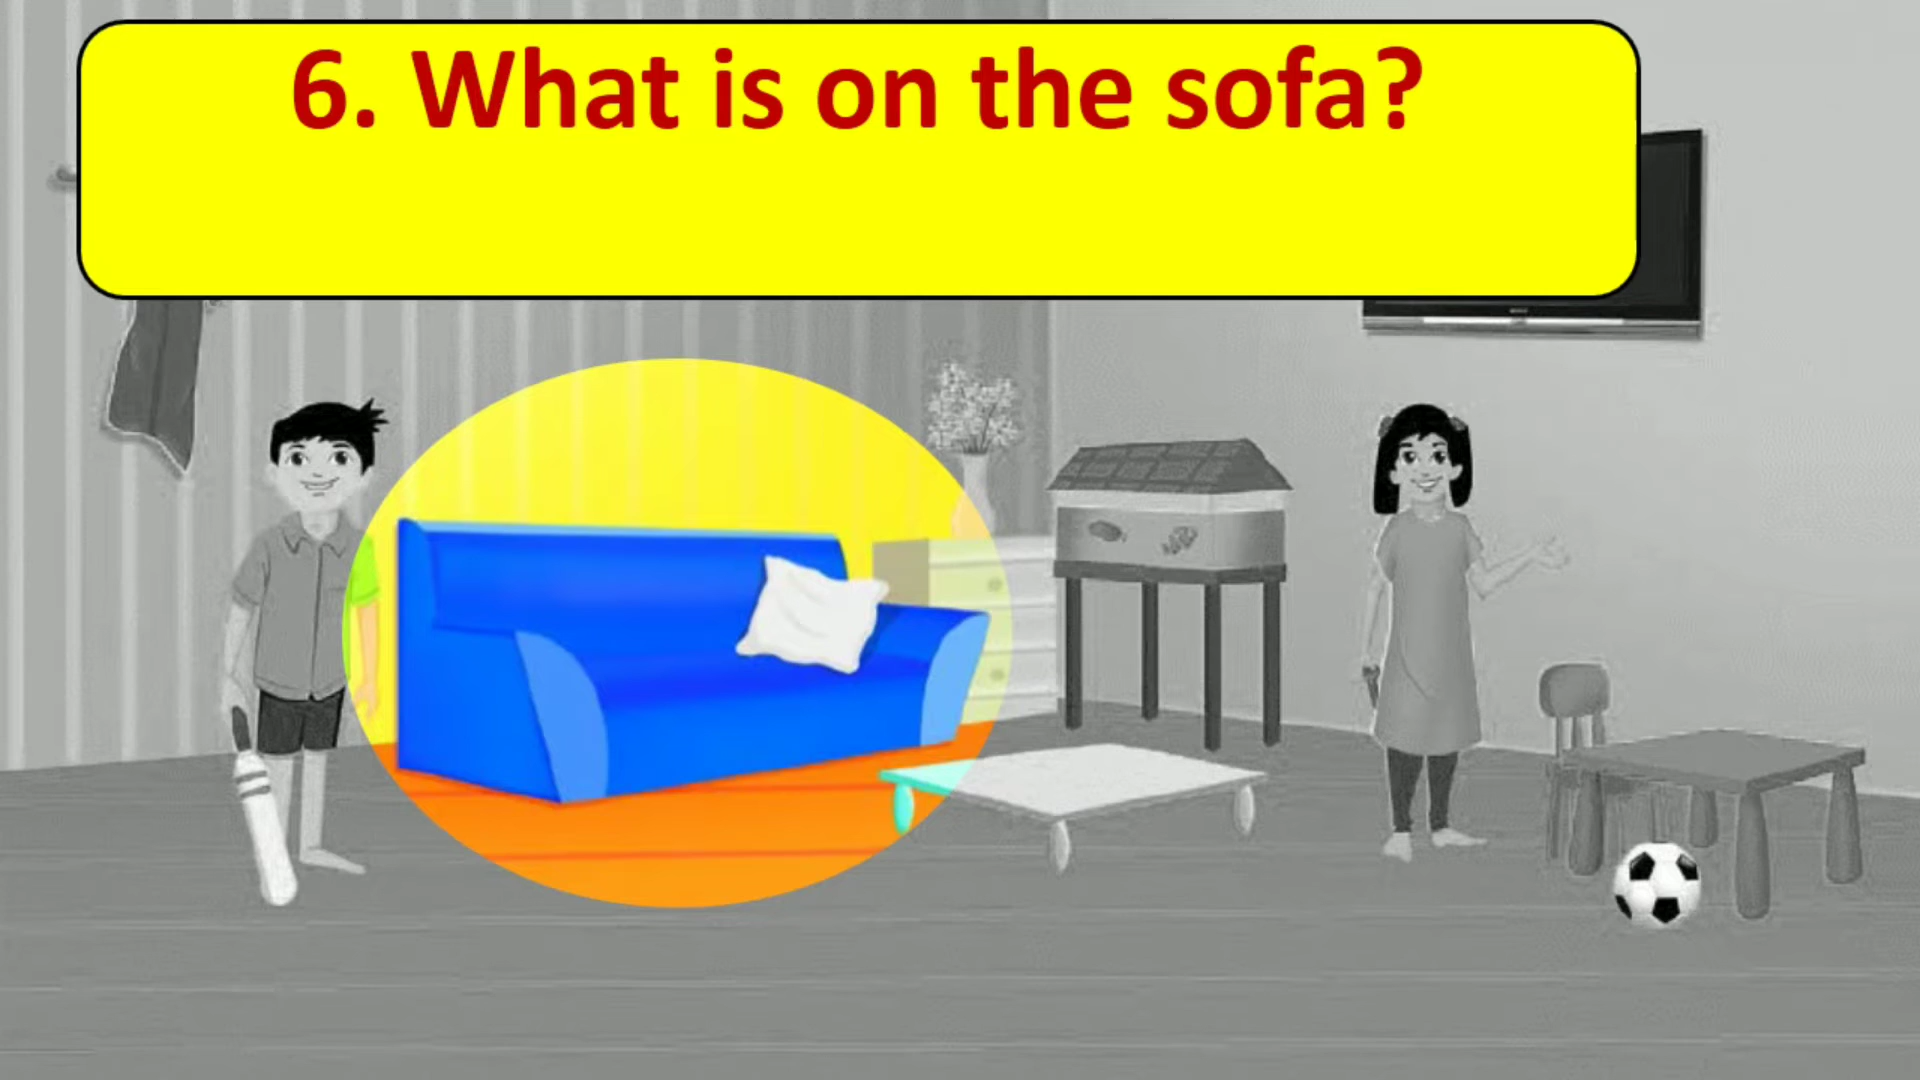 6. What is on the sofa?